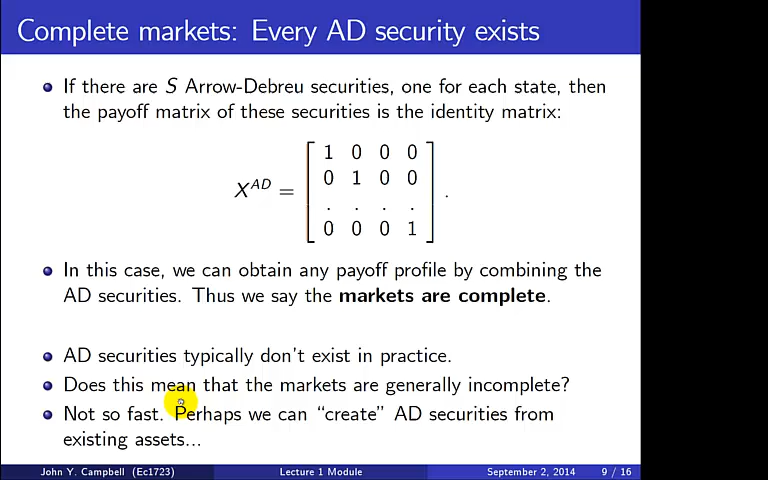 Complete markets: Every AD security exists
If there are S Arrow-Debreu securities, one for each state, then
the payoff matrix of these securities is the identity matrix:
1 0 0 0
0 1 0 0
X^AD =
.
. . . .
0 0 0 1
In this case, we can obtain any payoff profile by combining the
AD securities. Thus we say the markets are complete.
AD securities typically don't exist in practice.
Does this mean that the markets are generally incomplete?
Not so fast. Perhaps we can “create” AD securities from
existing assets...
John Y. Campbell (Ec1723) Lecture 1 Module September 2, 2014 9 / 16